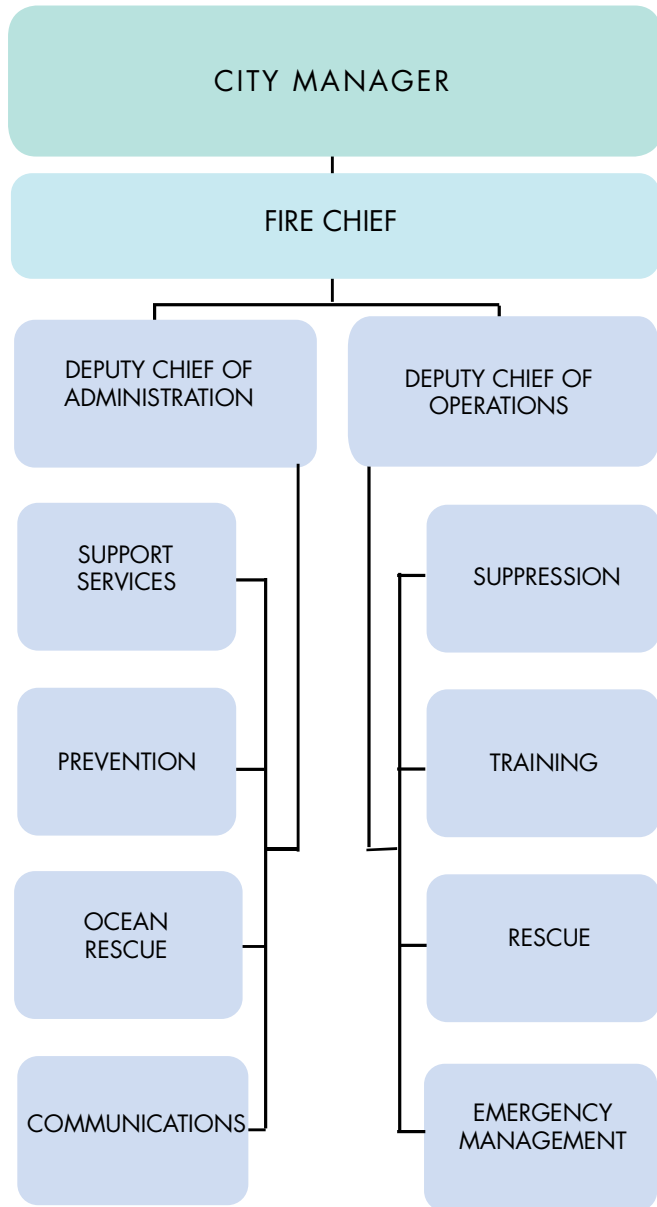 CITY MANAGER
FIRE CHIEF
DEPUTY CHIEF OF
ADMINISTRATION
DEPUTY CHIEF OF
OPERATIONS
SUPPORT
SERVICES
SUPPRESSION
PREVENTION
TRAINING
OCEAN
RESCUE
RESCUE
COMMUNICATIONS
EMERGENCY
MANAGEMENT